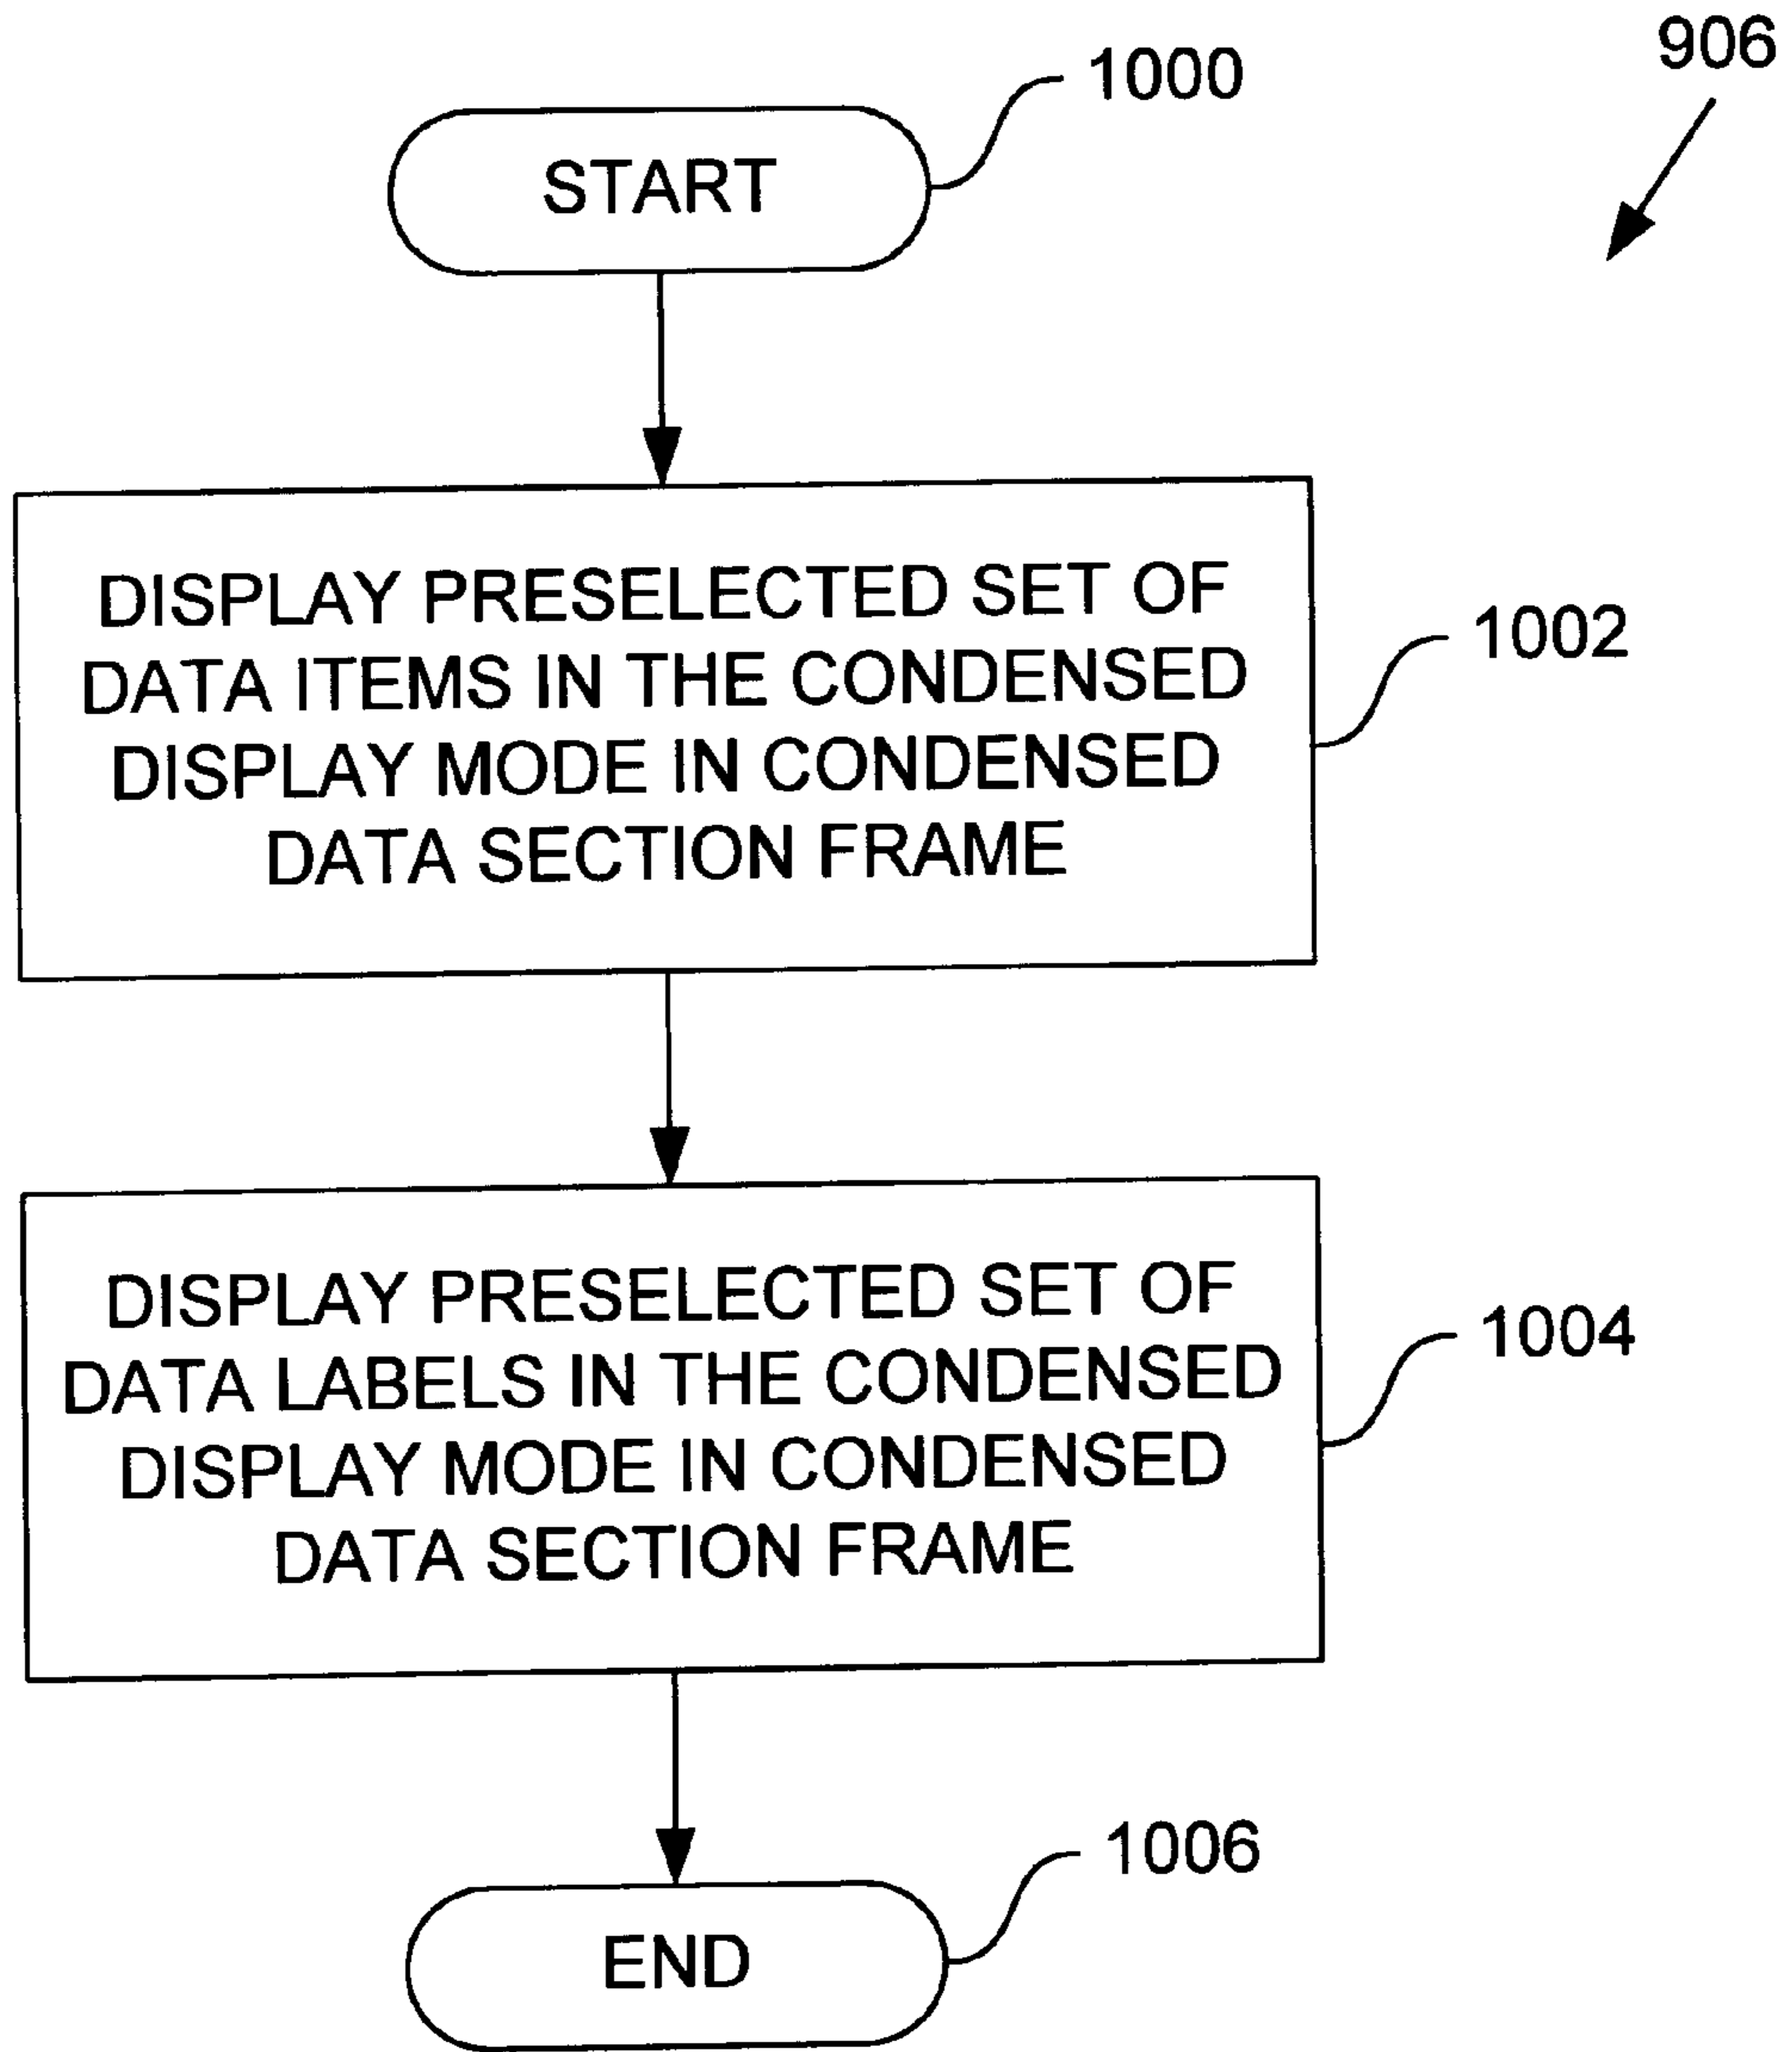 906
1000
START
DISPLAY PRESELECTED SET OF
DATA ITEMS IN THE CONDENSED
DISPLAY MODE IN CONDENSED
DATA SECTION FRAME
1002
DISPLAY PRESELECTED SET OF
DATA LABELS IN THE CONDENSED
DISPLAY MODE IN CONDENSED
DATA SECTION FRAME
1004
1006
END